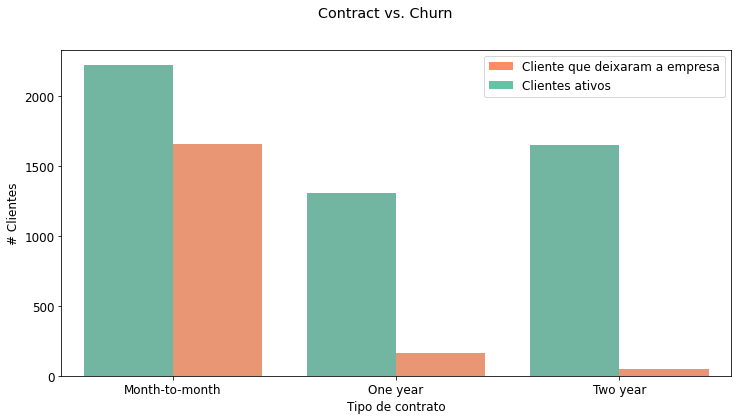 Contract vs. Churn
Cliente que deixaram a empresa
Clientes ativos
# Clientes
2000
1500
1000
500
0
Month-to-month
One year
Two year
Tipo de contrato